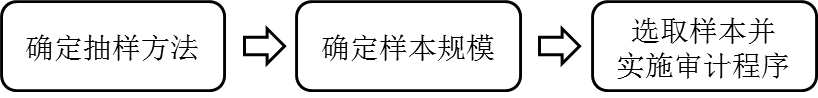 确定抽样方法
确定样本规模
选取样本并
实施审计程序